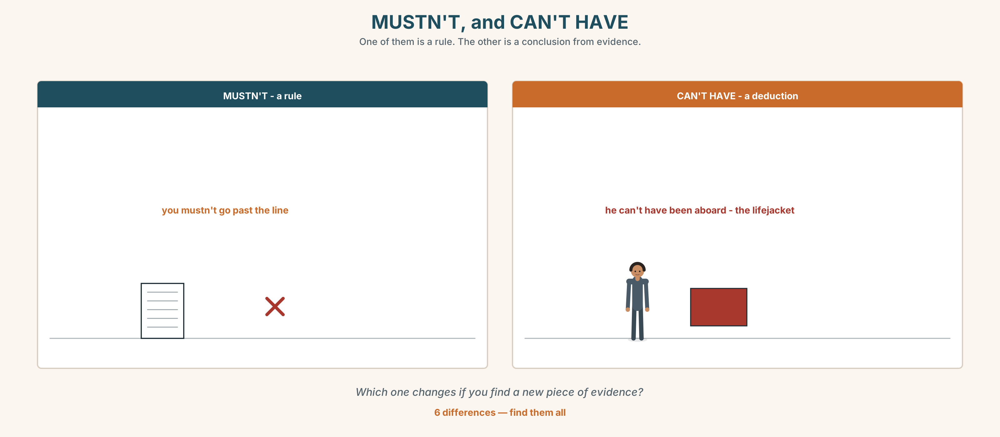 MUSTN'T, and CAN'T HAVE
One of them is a rule. The other is a conclusion from evidence.
MUSTN'T - a rule
you mustn't go past the line
CAN'T HAVE - a deduction
he can't have been aboard - the lifejacket
Which one changes if you find a new piece of evidence?
6 differences — find them all